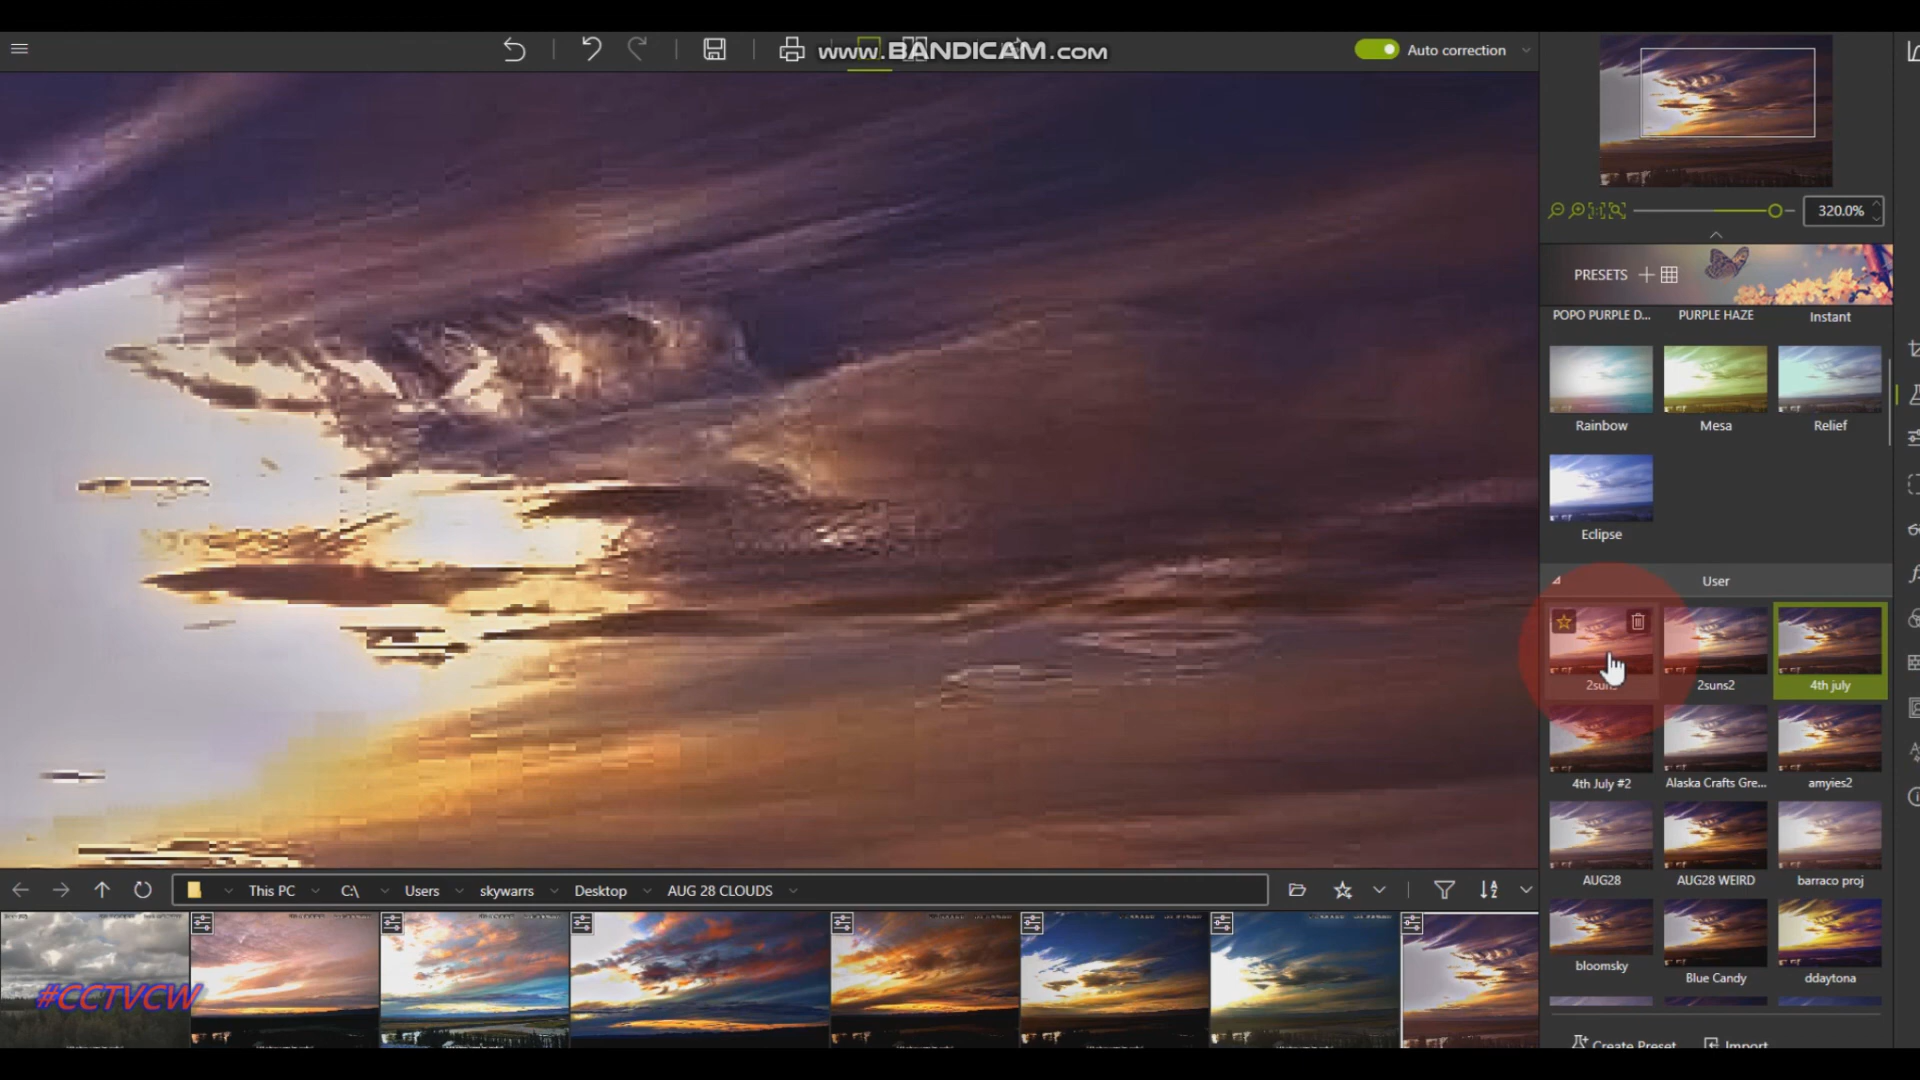 www.BANDICAM.com
Auto correction
320.0%
PRESETS
POPO PURPLE D...
PURPLE HAZE
Instant
Rainbow
Mesa
Relief
Eclipse
User
2suns2
4th july
4th July #2
Alaska Crafts Gre...
amyies2
AUG28
AUG28 WEIRD
barraco proj
bloomsky
Blue Candy
ddaytona
Create Preset
Import
This PC
C:\
Users
skywarrs
Desktop
AUG 28 CLOUDS
#CCTVCW